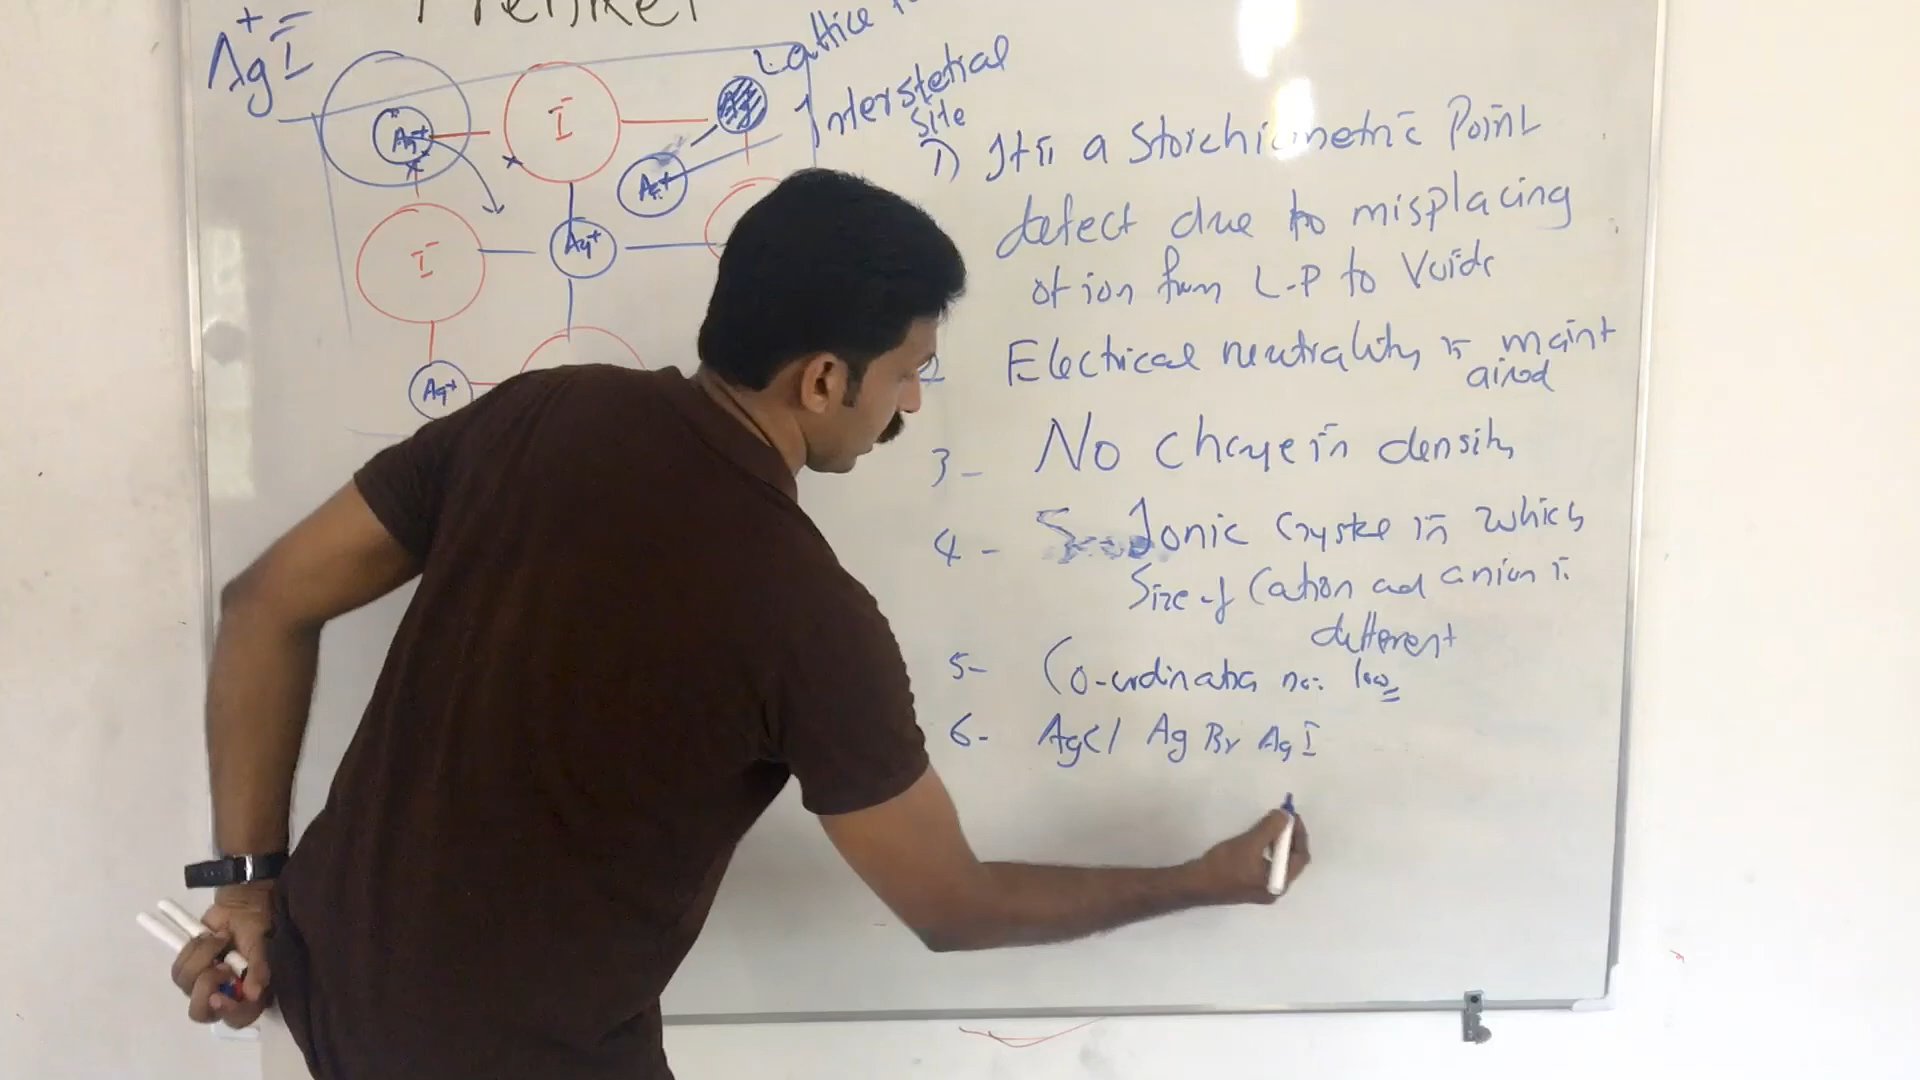 Frenkel
+ -
Ag I
Lattice
Interstetial
Site
Ag+
I-
Ag+
I-
Ag+
Ag+
1) It is a Stoichiometric Point
defect due to misplacing
of ion from L-P to Voids
2 Electrical neutrality is maint
ained
3- No change in density
4- Ionic Crystal in which
Size of Cation and anion is
different
5- Co-ordination no: low
6- AgCl AgBr AgI